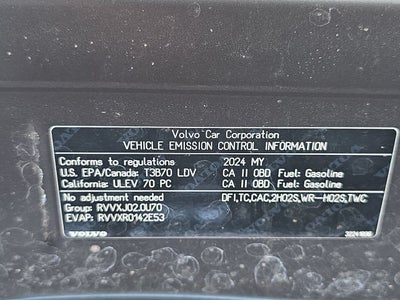 Volvo Car Corporation
VEHICLE EMISSION CONTROL INFORMATION
Conforms to regulations 2024 MY
U.S. EPA/Canada: T3B70 LDV CA II OBD Fuel: Gasoline
California: ULEV 70 PC CA II OBD Fuel: Gasoline
No adjustment needed DFI,TC,CAC,2HO2S,WR-HO2S,TWC
Group: RVVXJ02.0U70
EVAP: RVVXR0142E53
VOLVO